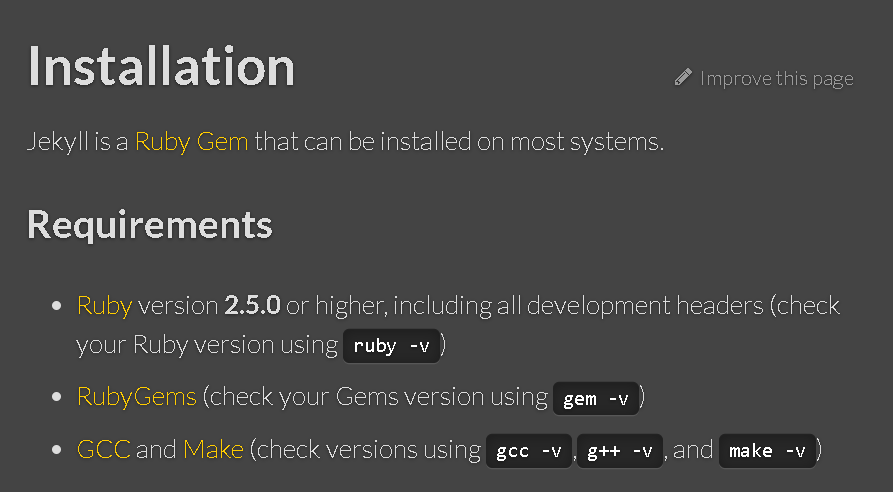 Installation
Improve this page
Jekyll is a Ruby Gem that can be installed on most systems.
Requirements
• Ruby version 2.5.0 or higher, including all development headers (check
your Ruby version using ruby -v)
• RubyGems (check your Gems version using gem -v)
• GCC and Make (check versions using gcc -v, g++ -v, and make -v)